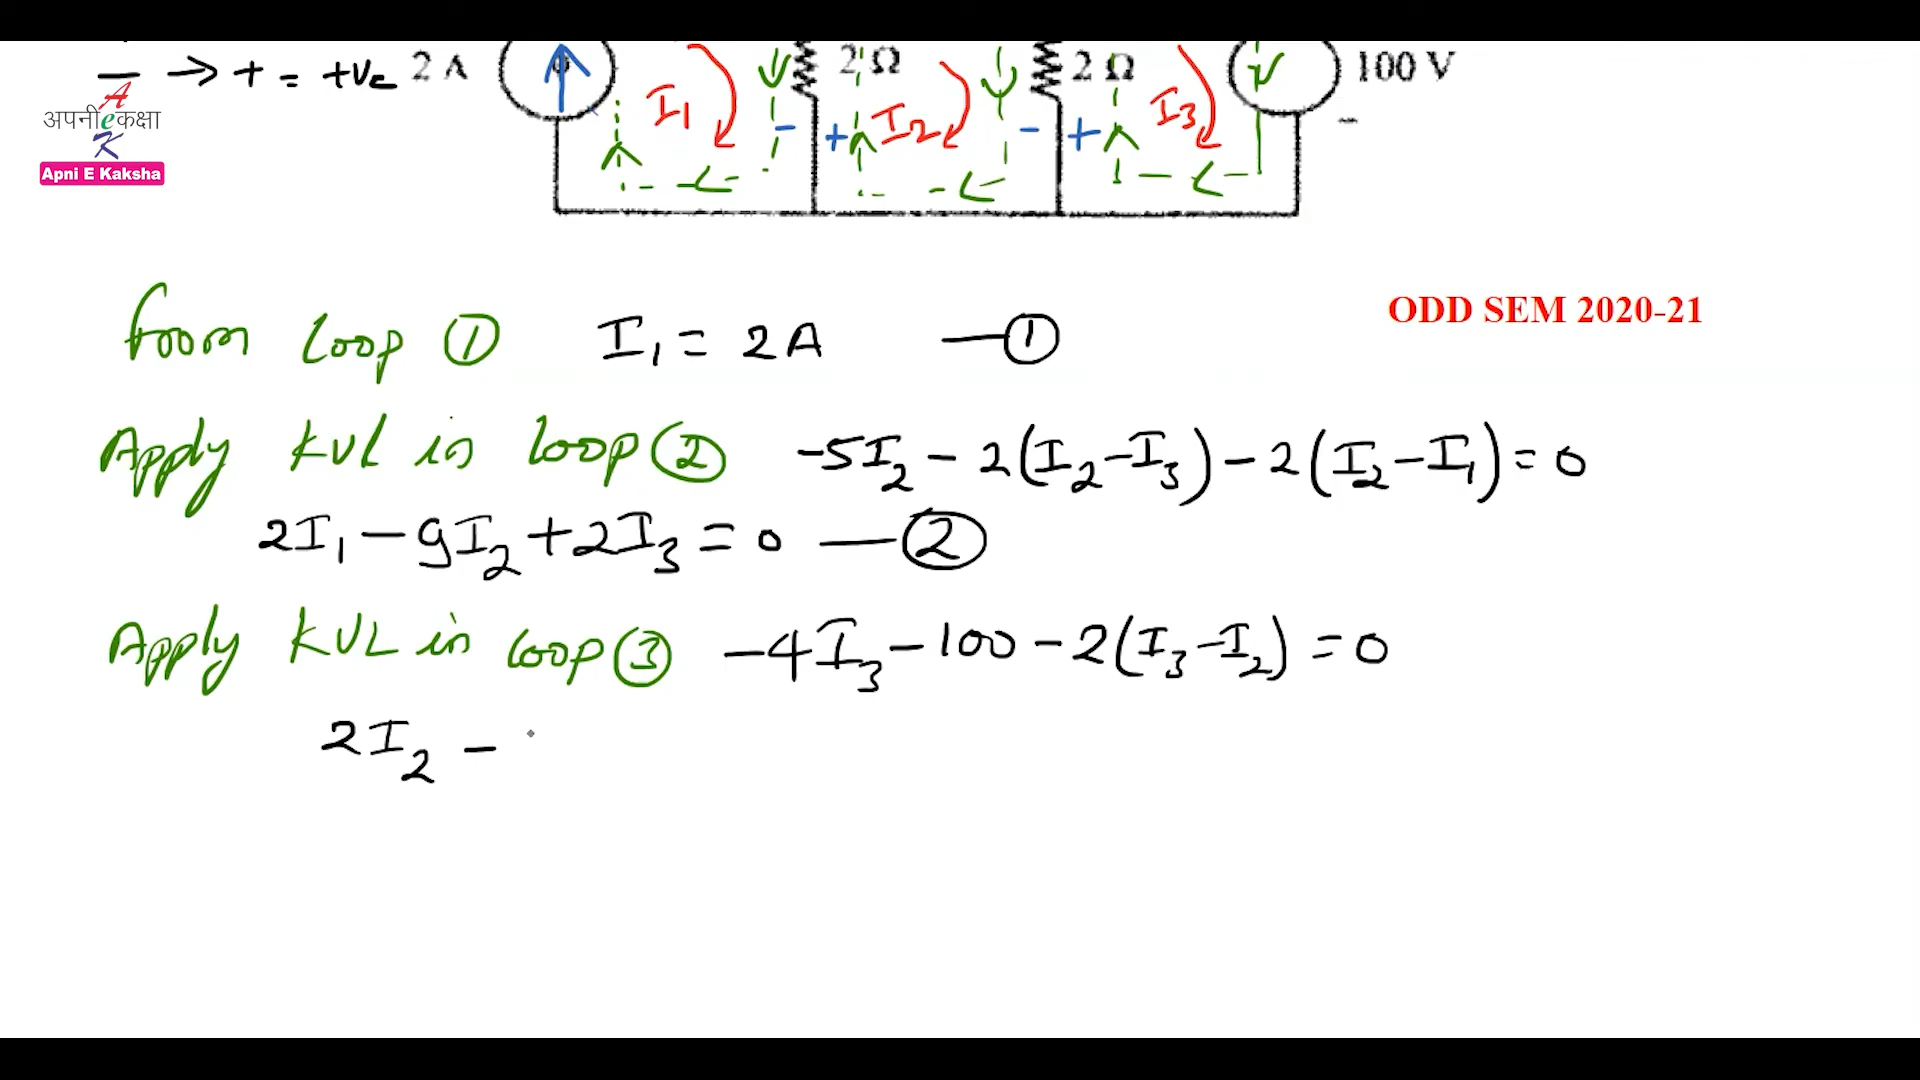 — → + = +ve 2 A 2 Ω 2 Ω 100 V
I₁ I₂ I₃
- + - + -
A
अपनी e कक्षा
K
Apni E Kaksha
ODD SEM 2020-21
from loop ① I₁ = 2A —①
Apply KVL in loop ② -5I₂ - 2(I₂-I₃) - 2(I₂-I₁) = 0
2I₁ - 9I₂ + 2I₃ = 0 —②
Apply KVL in loop ③ -4I₃ - 100 - 2(I₃-I₂) = 0
2I₂ -